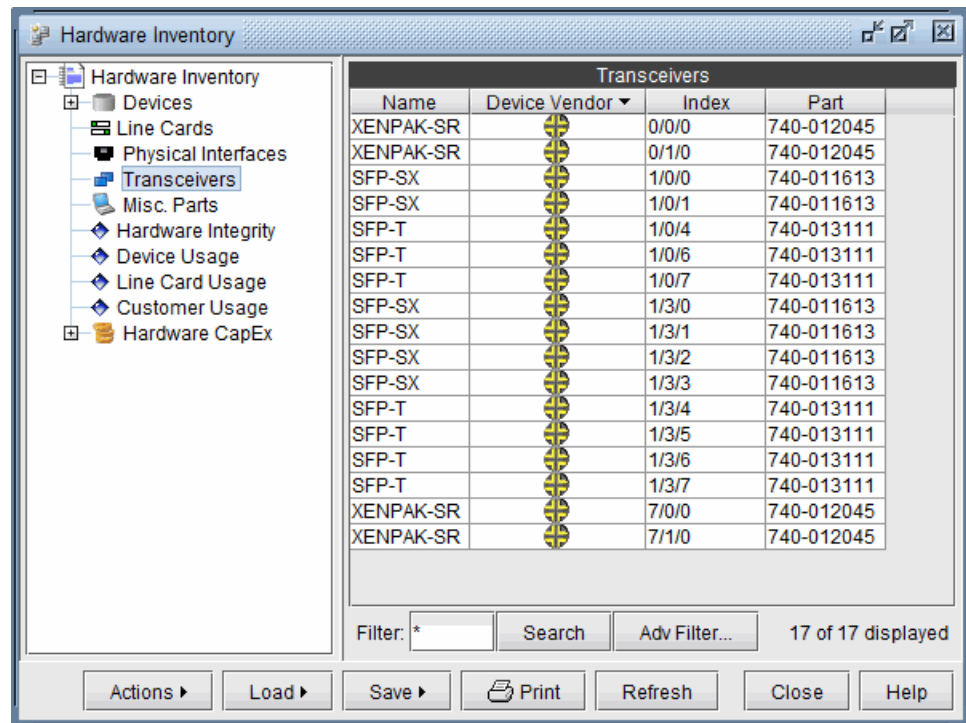 Hardware Inventory
Hardware Inventory
Devices
Line Cards
Physical Interfaces
Transceivers
Misc. Parts
Hardware Integrity
Device Usage
Line Card Usage
Customer Usage
Hardware CapEx
Transceivers
Name Device Vendor Index Part
XENPAK-SR 0/0/0 740-012045
XENPAK-SR 0/1/0 740-012045
SFP-SX 1/0/0 740-011613
SFP-SX 1/0/1 740-011613
SFP-T 1/0/4 740-013111
SFP-T 1/0/6 740-013111
SFP-T 1/0/7 740-013111
SFP-SX 1/3/0 740-011613
SFP-SX 1/3/1 740-011613
SFP-SX 1/3/2 740-011613
SFP-SX 1/3/3 740-011613
SFP-T 1/3/4 740-013111
SFP-T 1/3/5 740-013111
SFP-T 1/3/6 740-013111
SFP-T 1/3/7 740-013111
XENPAK-SR 7/0/0 740-012045
XENPAK-SR 7/1/0 740-012045
Filter: * Search Adv Filter... 17 of 17 displayed
Actions Load Save Print Refresh Close Help